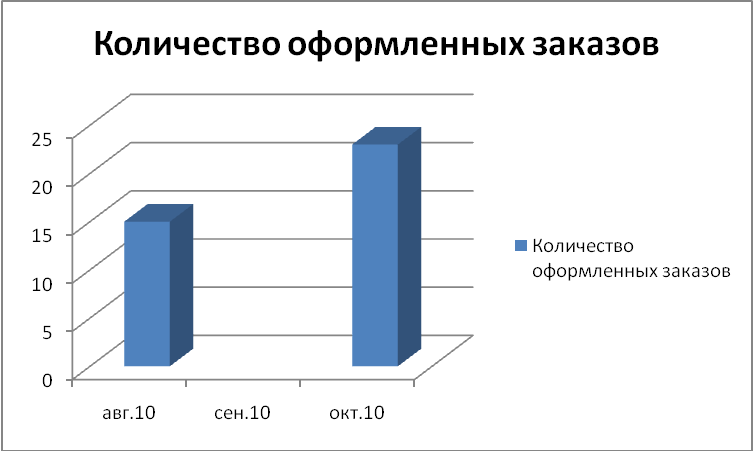 Количество оформленных заказов
25
20
15
10
5
0
авг.10 сен.10 окт.10
Количество
оформленных заказов